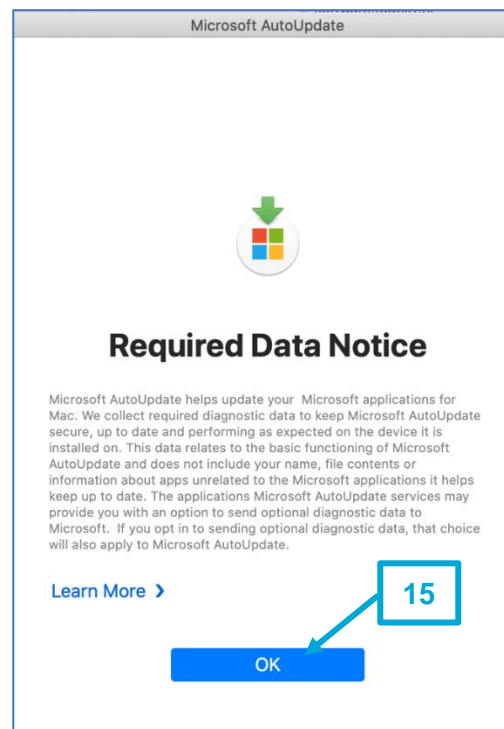 Microsoft AutoUpdate
Required Data Notice
Microsoft AutoUpdate helps update your Microsoft applications for
Mac. We collect required diagnostic data to keep Microsoft AutoUpdate
secure, up to date and performing as expected on the device it is
installed on. This data relates to the basic functioning of Microsoft
AutoUpdate and does not include your name, file contents or
information about apps unrelated to the Microsoft applications it helps
keep up to date. The applications Microsoft AutoUpdate services may
provide you with an option to send optional diagnostic data to
Microsoft. If you opt in to sending optional diagnostic data, that choice
will also apply to Microsoft AutoUpdate.
Learn More
15
OK